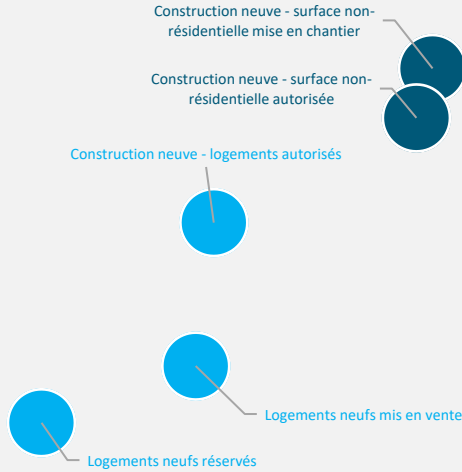 Construction neuve - surface non-
résidentielle mise en chantier
Construction neuve - surface non-
résidentielle autorisée
Construction neuve - logements autorisés
Logements neufs mis en vente
Logements neufs réservés